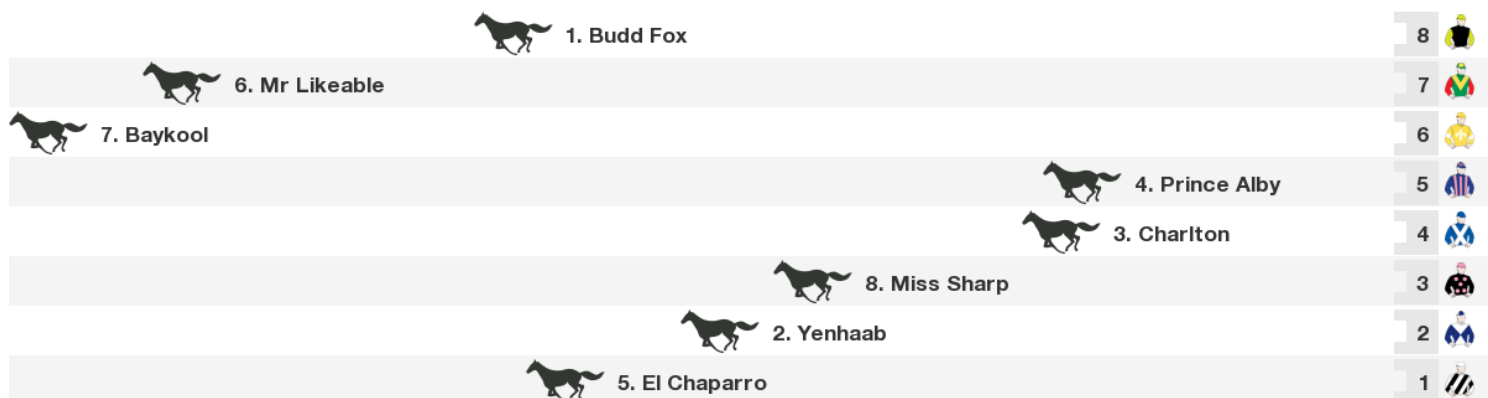 1. Budd Fox 8
6. Mr Likeable 7
7. Baykool 6
4. Prince Alby 5
3. Charlton 4
8. Miss Sharp 3
2. Yenhaab 2
5. El Chaparro 1